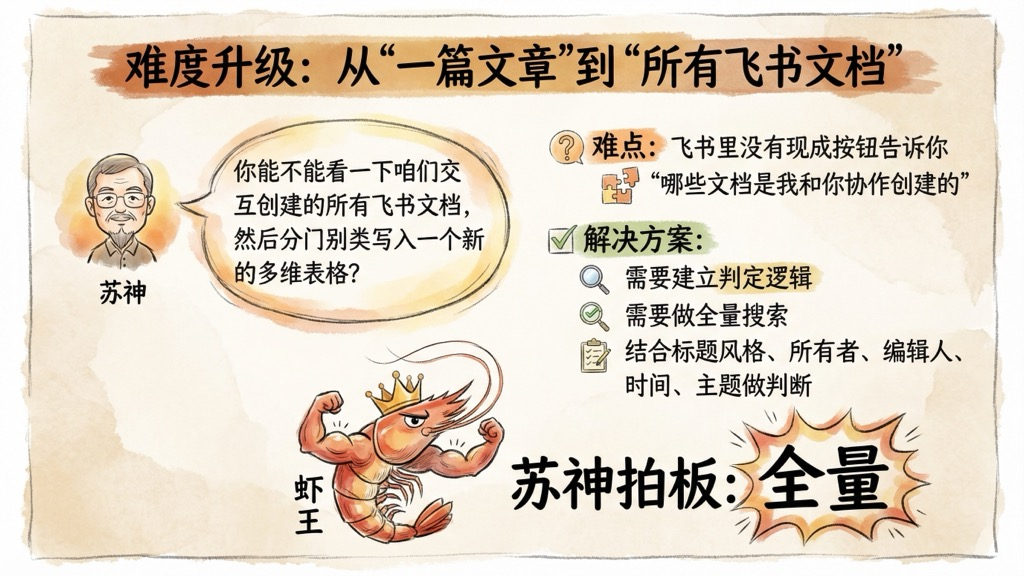 难度升级：从“一篇文章”到“所有飞书文档”
你能不能看一下咱们交
互创建的所有飞书文档，
然后分门别类写入一个新
的多维表格？
苏神
难点：飞书里没有现成按钮告诉你
“哪些文档是我和你协作创建的”
解决方案：
需要建立判定逻辑
需要做全量搜索
结合标题风格、所有者、编辑人、
时间、主题做判断
虾
王
苏神拍板：全量